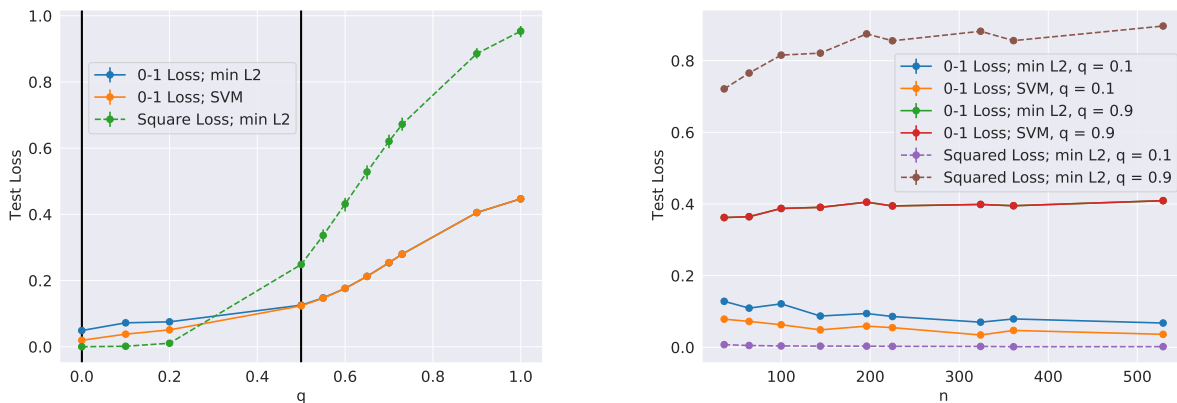 1.0
0.8
0.6
0.4
0.2
0.0
Test Loss
0-1 Loss; min L2
0-1 Loss; SVM
Square Loss; min L2
0.0 0.2 0.4 0.6 0.8 1.0
q
0.8
0.6
0.4
0.2
0.0
Test Loss
0-1 Loss; min L2, q = 0.1
0-1 Loss; SVM, q = 0.1
0-1 Loss; min L2, q = 0.9
0-1 Loss; SVM, q = 0.9
Squared Loss; min L2, q = 0.1
Squared Loss; min L2, q = 0.9
100 200 300 400 500
n